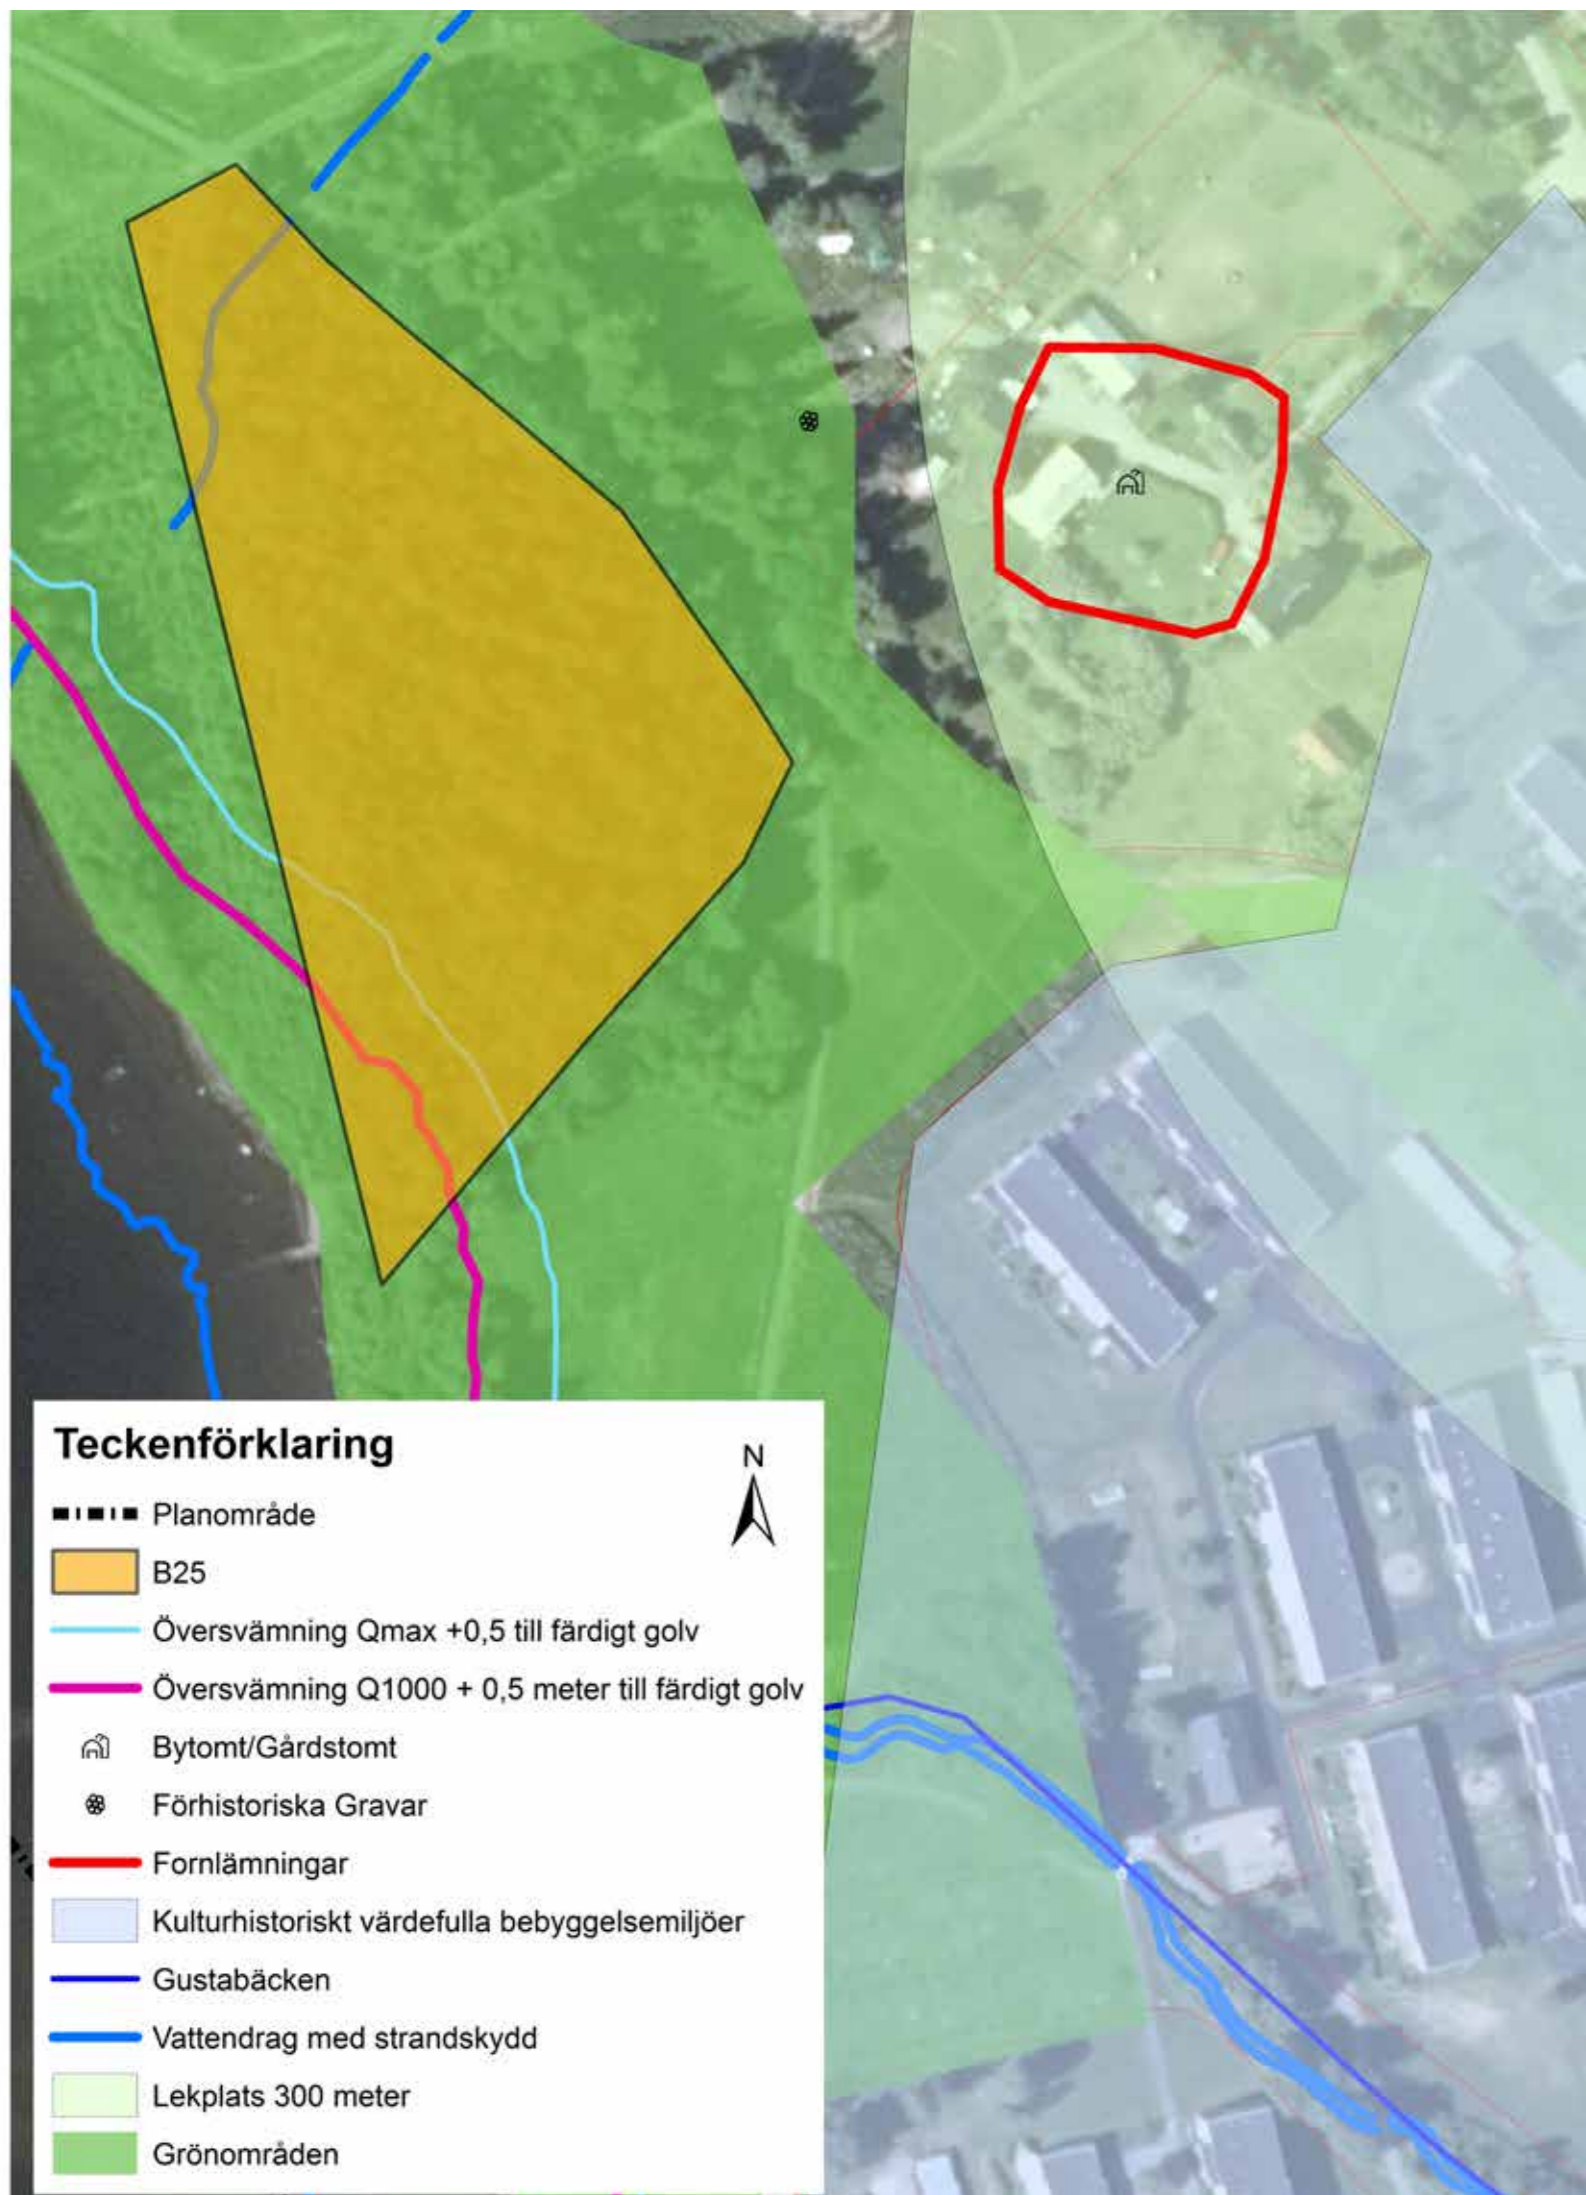 Teckenförklaring
N
Planområde
B25
Översvämning Qmax +0,5 till färdigt golv
Översvämning Q1000 + 0,5 meter till färdigt golv
Bytomt/Gårdstomt
Förhistoriska Gravar
Fornlämningar
Kulturhistoriskt värdefulla bebyggelsemiljöer
Gustabäcken
Vattendrag med strandskydd
Lekplats 300 meter
Grönområden